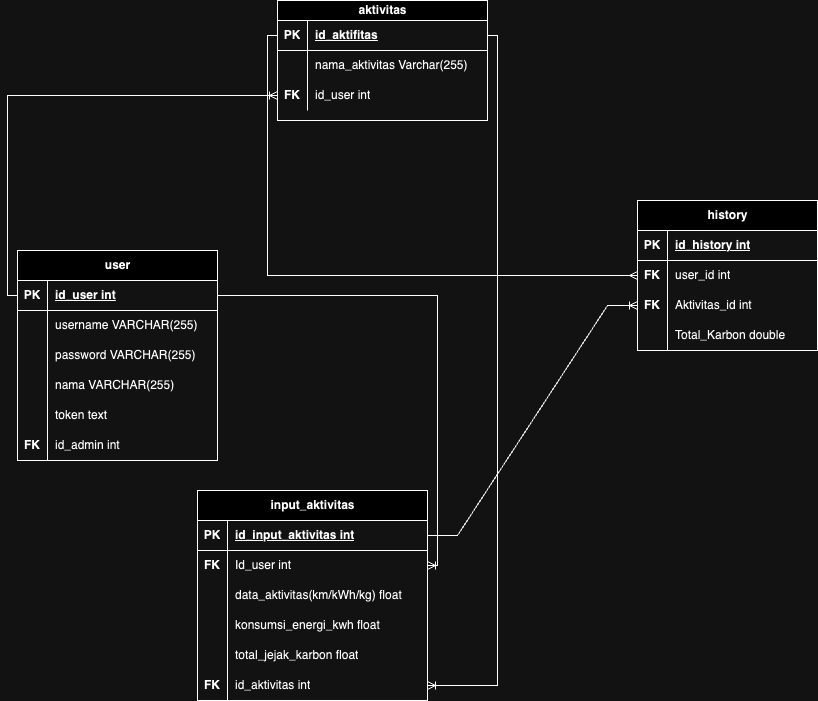 aktivitas
PK id_aktifitas
nama_aktivitas Varchar(255)
FK id_user int
history
PK id_history int
FK user_id int
FK Aktivitas_id int
Total_Karbon double
user
PK id_user int
username VARCHAR(255)
password VARCHAR(255)
nama VARCHAR(255)
token text
FK id_admin int
input_aktivitas
PK id_input_aktivitas int
FK Id_user int
data_aktivitas(km/kWh/kg) float
konsumsi_energi_kwh float
total_jejak_karbon float
FK id_aktivitas int